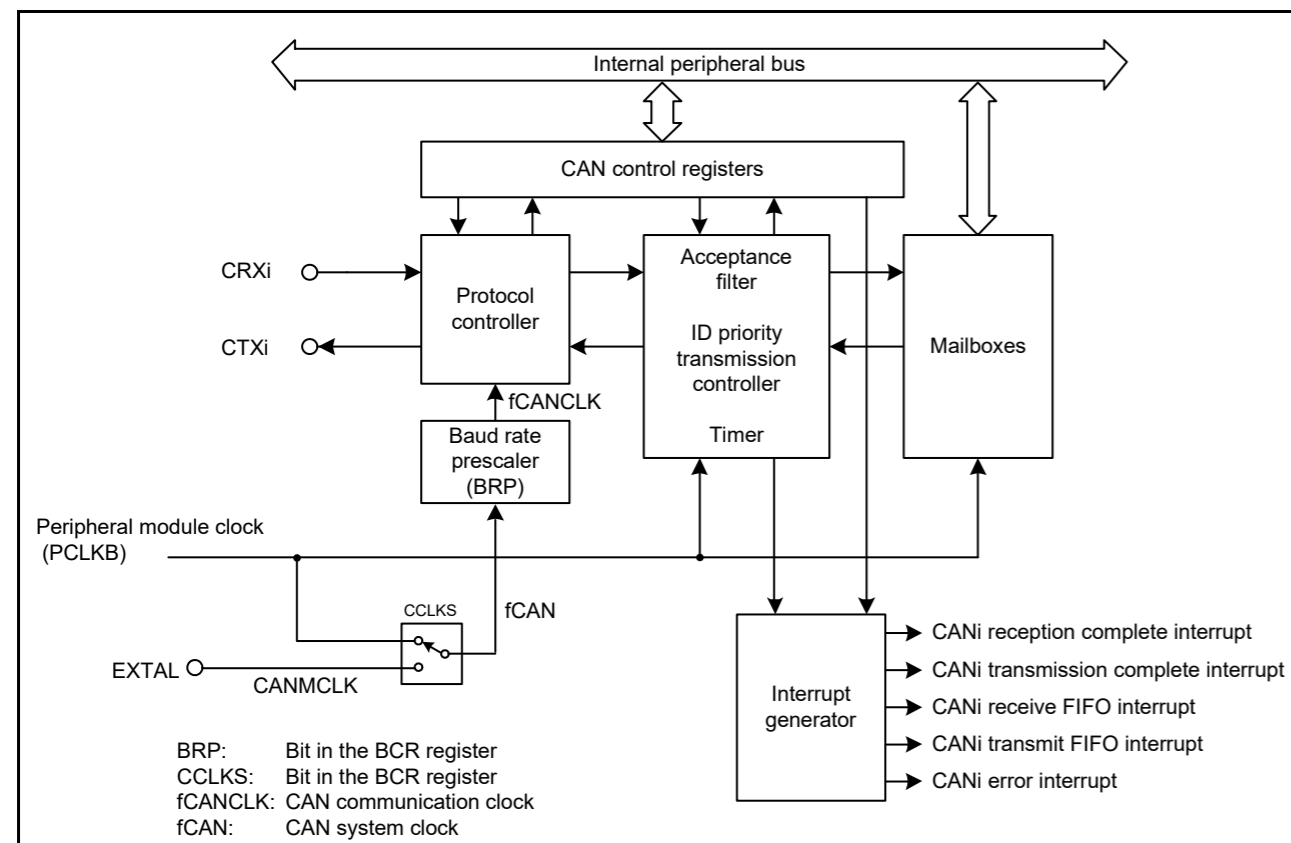 Internal peripheral bus
CAN control registers
CRXi
CTXi
Protocol
controller
Acceptance
filter
ID priority
transmission
controller
Timer
Mailboxes
fCANCLK
Baud rate
prescaler
(BRP)
Peripheral module clock
(PCLKB)
CCLKS
fCAN
EXTAL
CANMCLK
Interrupt
generator
CANi reception complete interrupt
CANi transmission complete interrupt
CANi receive FIFO interrupt
CANi transmit FIFO interrupt
CANi error interrupt
BRP: Bit in the BCR register
CCLKS: Bit in the BCR register
fCANCLK: CAN communication clock
fCAN: CAN system clock